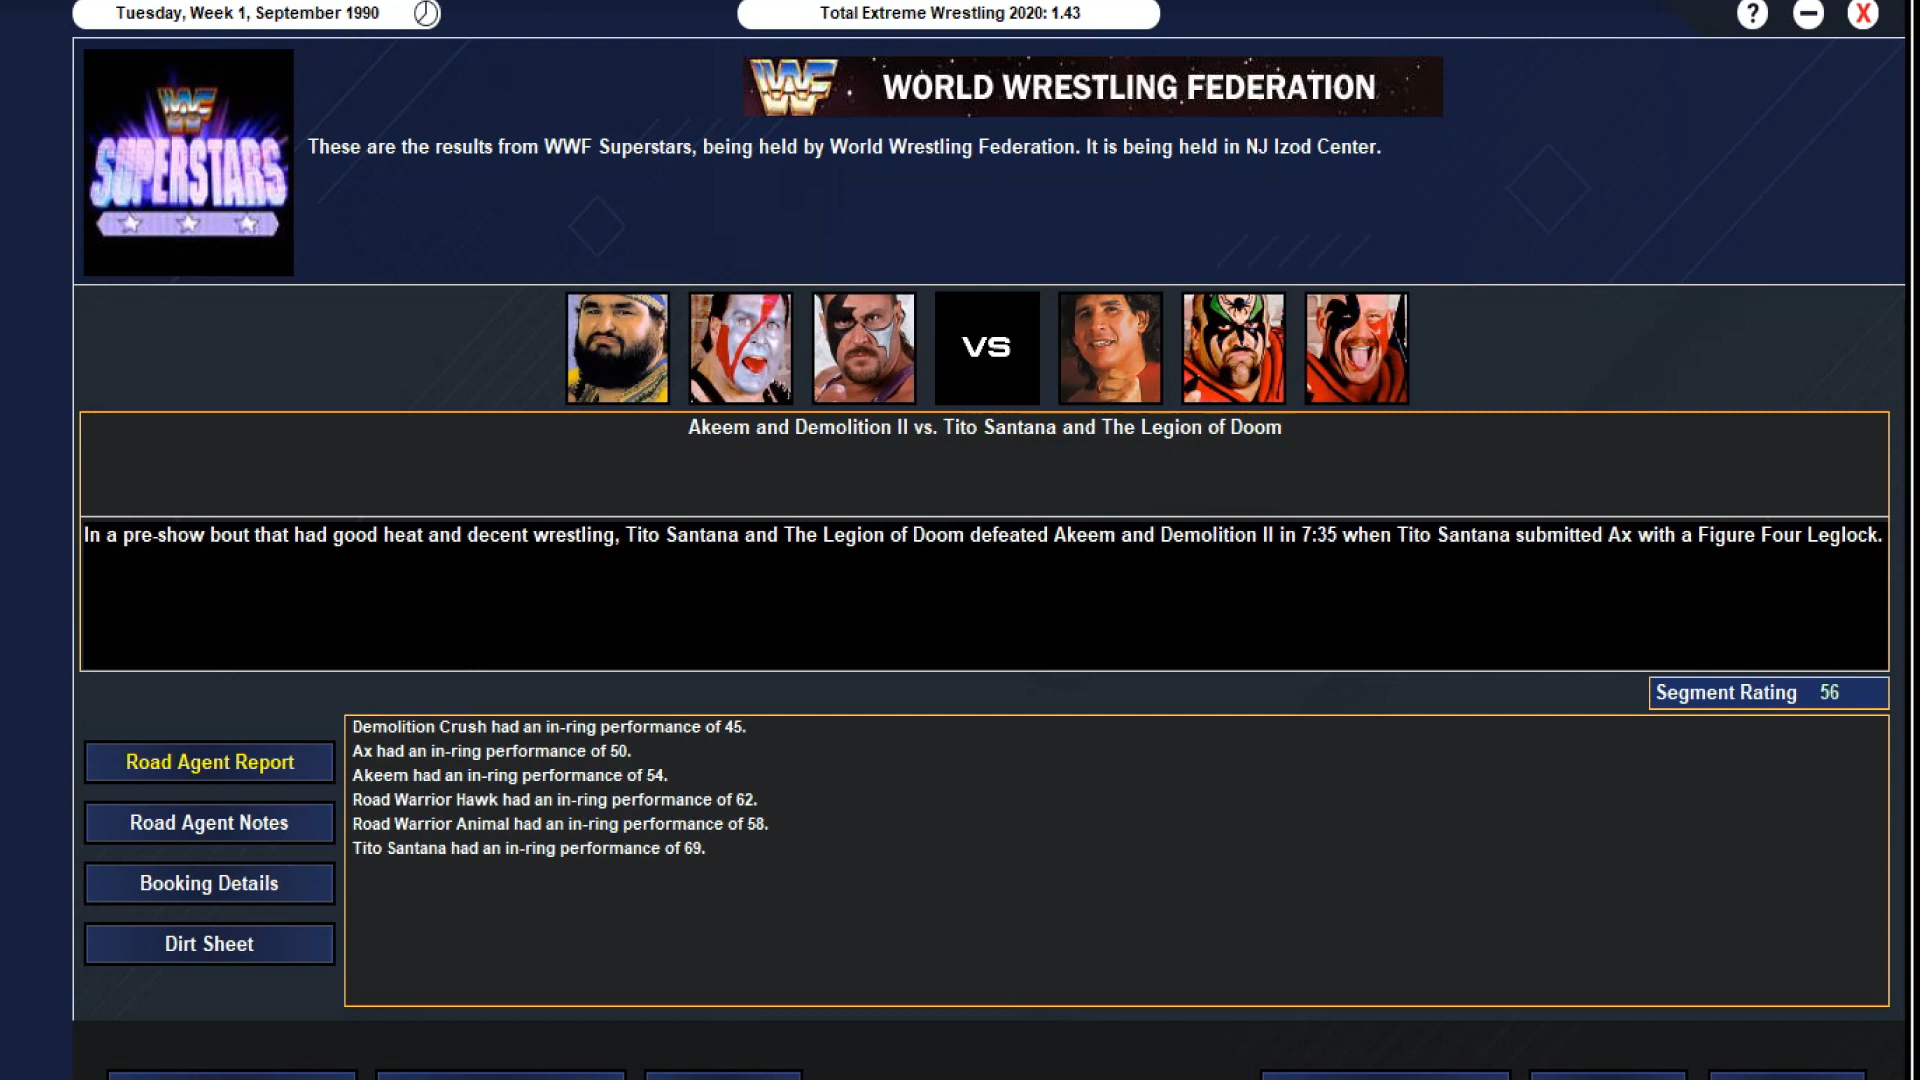 Tuesday, Week 1, September 1990
Total Extreme Wrestling 2020: 1.43
?
X
WWF
SUPERSTARS
WWF WORLD WRESTLING FEDERATION
These are the results from WWF Superstars, being held by World Wrestling Federation. It is being held in NJ Izod Center.
VS
Akeem and Demolition II vs. Tito Santana and The Legion of Doom
In a pre-show bout that had good heat and decent wrestling, Tito Santana and The Legion of Doom defeated Akeem and Demolition II in 7:35 when Tito Santana submitted Ax with a Figure Four Leglock.
Segment Rating 56
Road Agent Report
Road Agent Notes
Booking Details
Dirt Sheet
Demolition Crush had an in-ring performance of 45.
Ax had an in-ring performance of 50.
Akeem had an in-ring performance of 54.
Road Warrior Hawk had an in-ring performance of 62.
Road Warrior Animal had an in-ring performance of 58.
Tito Santana had an in-ring performance of 69.